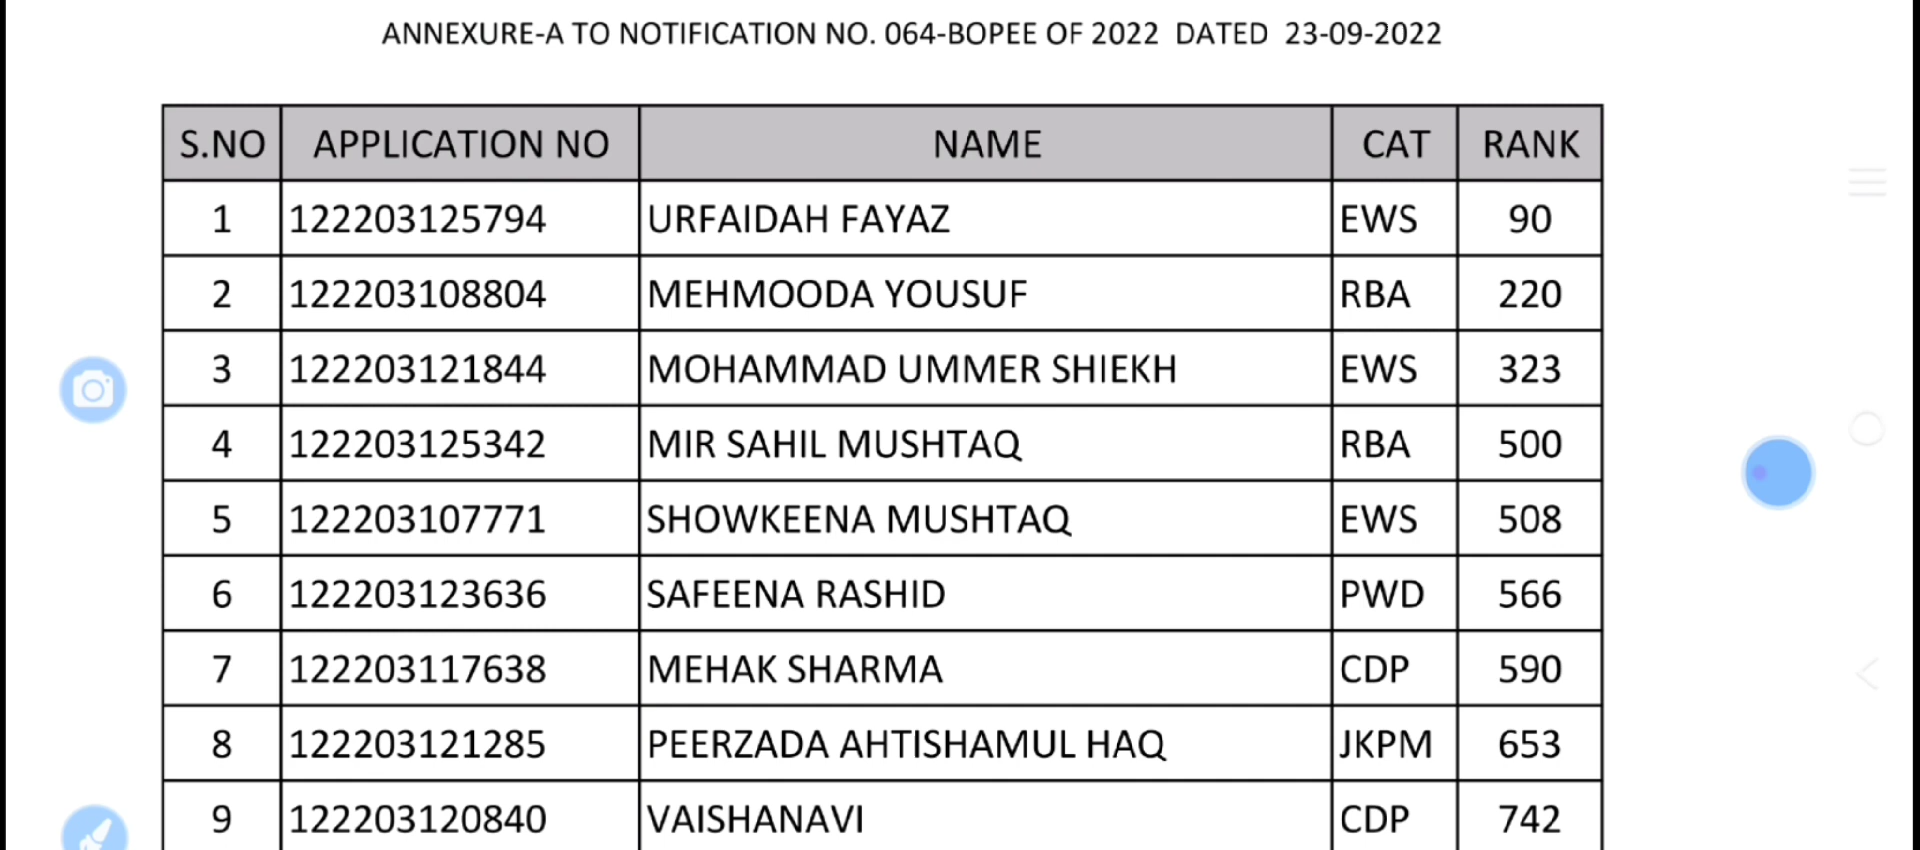 ANNEXURE-A TO NOTIFICATION NO. 064-BOPEE OF 2022 DATED 23-09-2022
S.NO APPLICATION NO NAME CAT RANK
1 122203125794 URFAIDAH FAYAZ EWS 90
2 122203108804 MEHMOODA YOUSUF RBA 220
3 122203121844 MOHAMMAD UMMER SHIEKH EWS 323
4 122203125342 MIR SAHIL MUSHTAQ RBA 500
5 122203107771 SHOWKEENA MUSHTAQ EWS 508
6 122203123636 SAFEENA RASHID PWD 566
7 122203117638 MEHAK SHARMA CDP 590
8 122203121285 PEERZADA AHTISHAMUL HAQ JKPM 653
9 122203120840 VAISHANAVI CDP 742